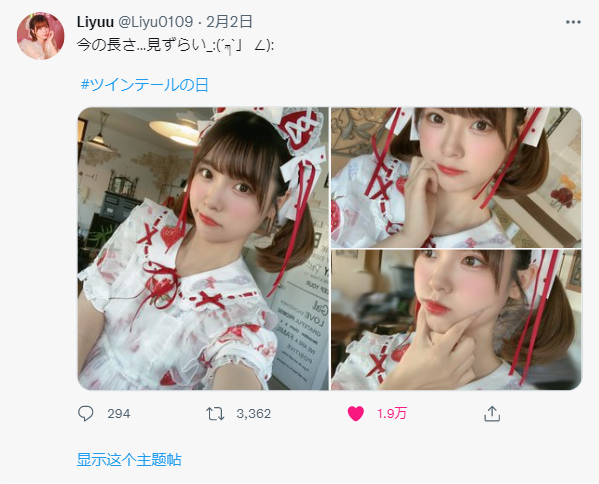 Liyuu @Liyu0109 · 2月2日
今の長さ...見ずらい_:(´ཀ`」 ∠):
#ツインテールの日
LOVE
294
3,362
1.9万
显示这个主题帖